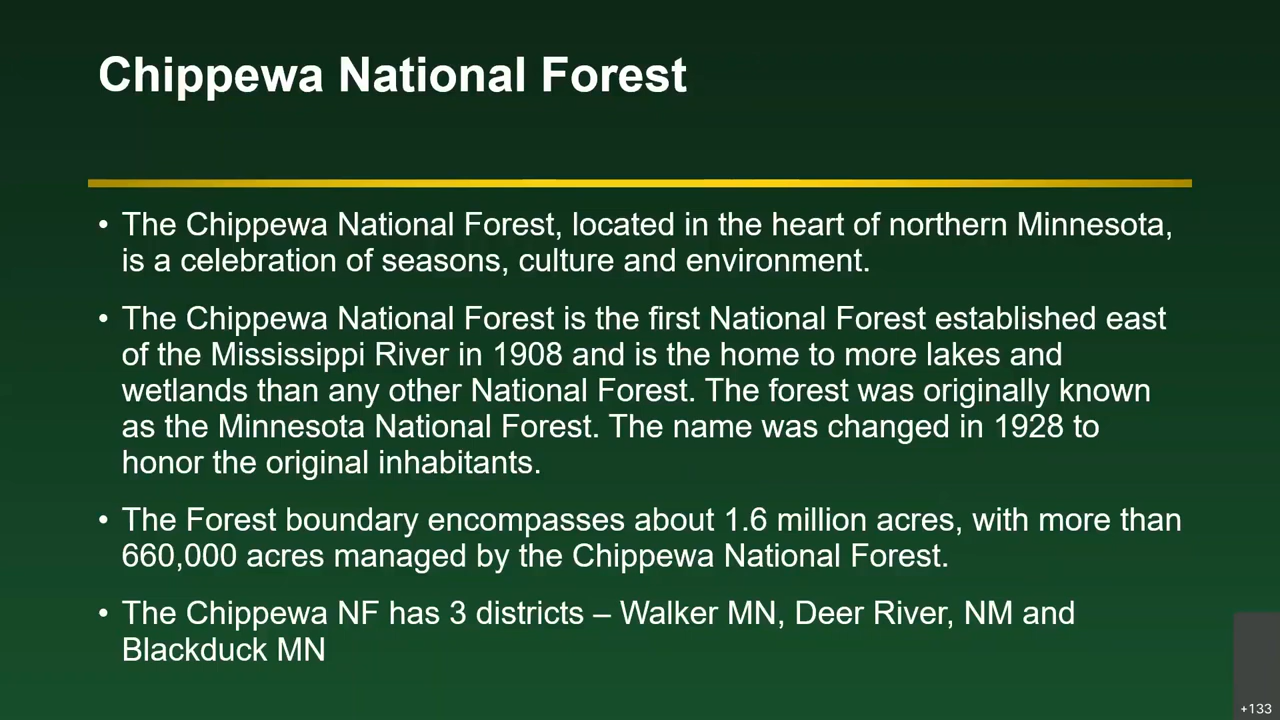 Chippewa National Forest
• The Chippewa National Forest, located in the heart of northern Minnesota,
is a celebration of seasons, culture and environment.
• The Chippewa National Forest is the first National Forest established east
of the Mississippi River in 1908 and is the home to more lakes and
wetlands than any other National Forest. The forest was originally known
as the Minnesota National Forest. The name was changed in 1928 to
honor the original inhabitants.
• The Forest boundary encompasses about 1.6 million acres, with more than
660,000 acres managed by the Chippewa National Forest.
• The Chippewa NF has 3 districts – Walker MN, Deer River, NM and
Blackduck MN
+133